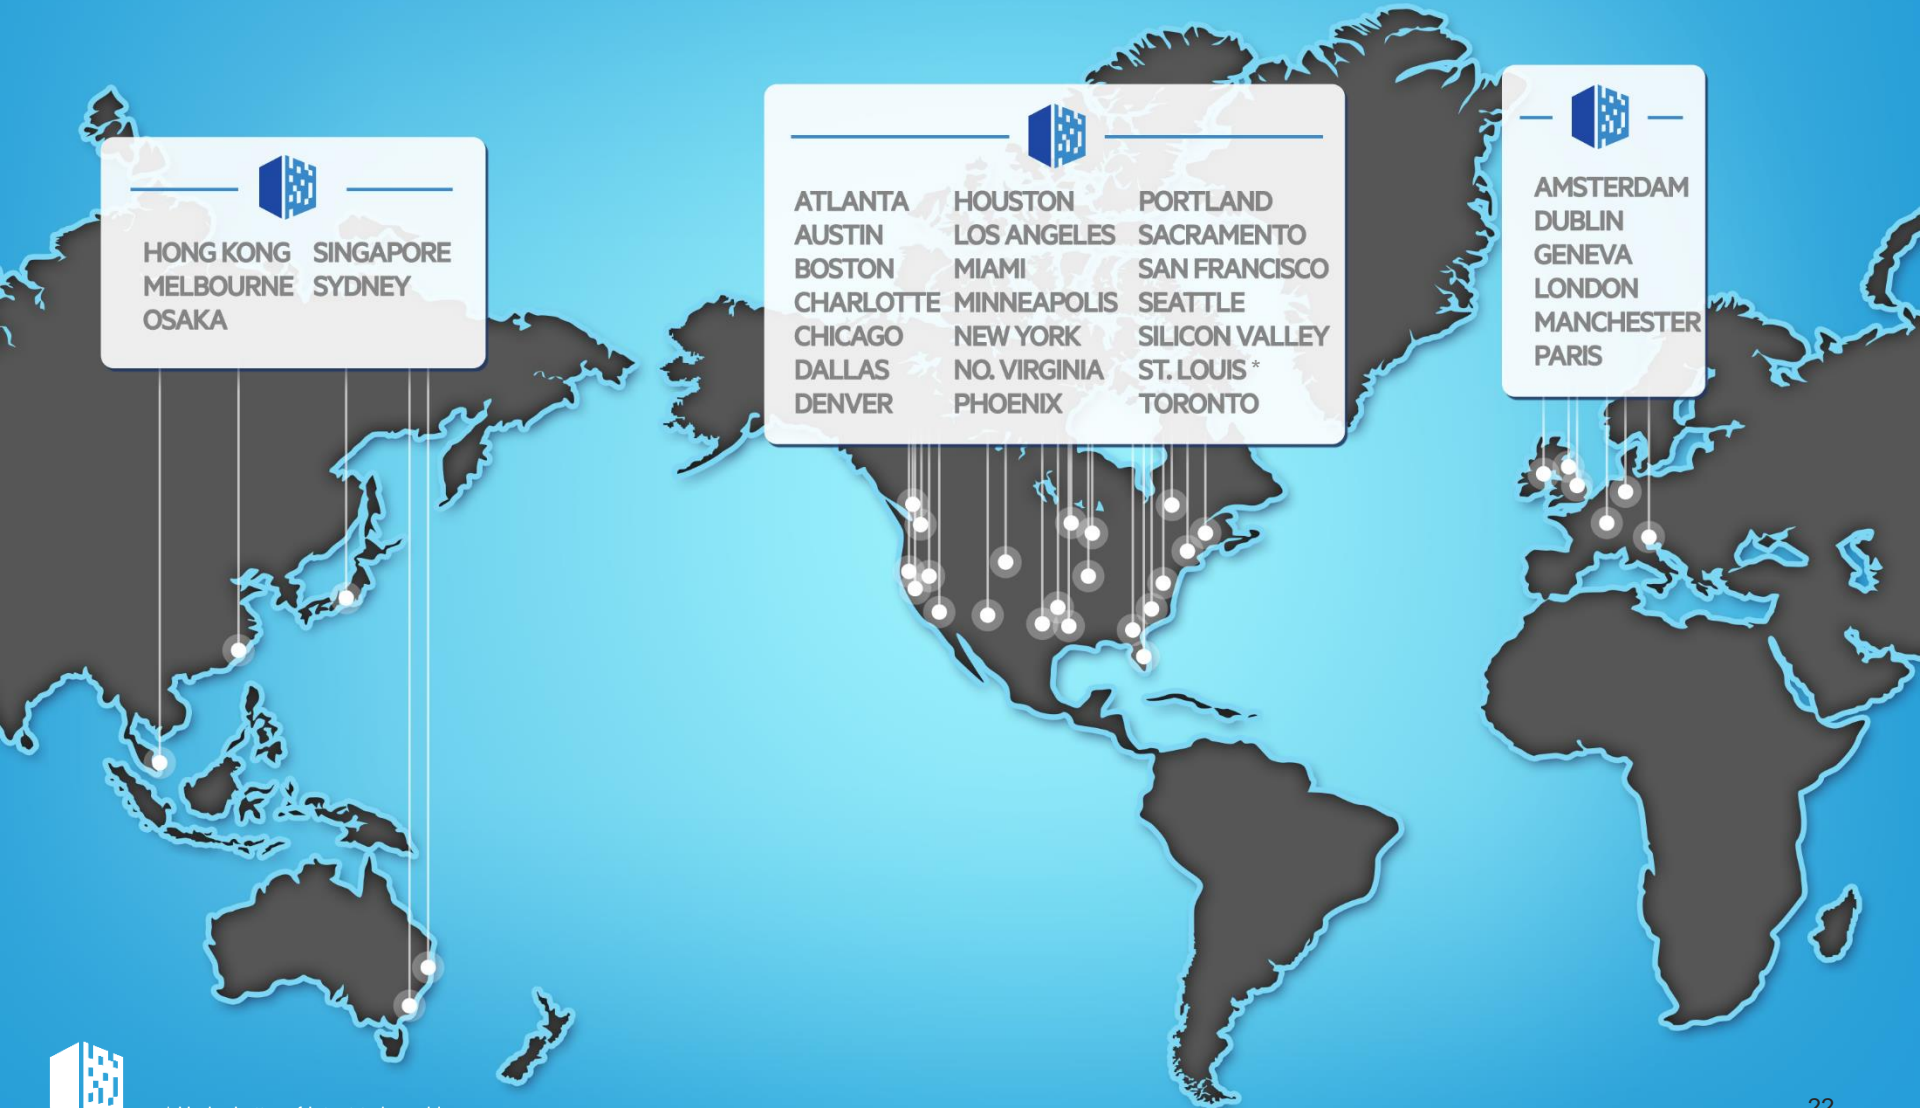 HONG KONG SINGAPORE
MELBOURNE SYDNEY
OSAKA
ATLANTA HOUSTON PORTLAND
AUSTIN LOS ANGELES SACRAMENTO
BOSTON MIAMI SAN FRANCISCO
CHARLOTTE MINNEAPOLIS SEATTLE
CHICAGO NEW YORK SILICON VALLEY
DALLAS NO. VIRGINIA ST. LOUIS *
DENVER PHOENIX TORONTO
AMSTERDAM
DUBLIN
GENEVA
LONDON
MANCHESTER
PARIS
22